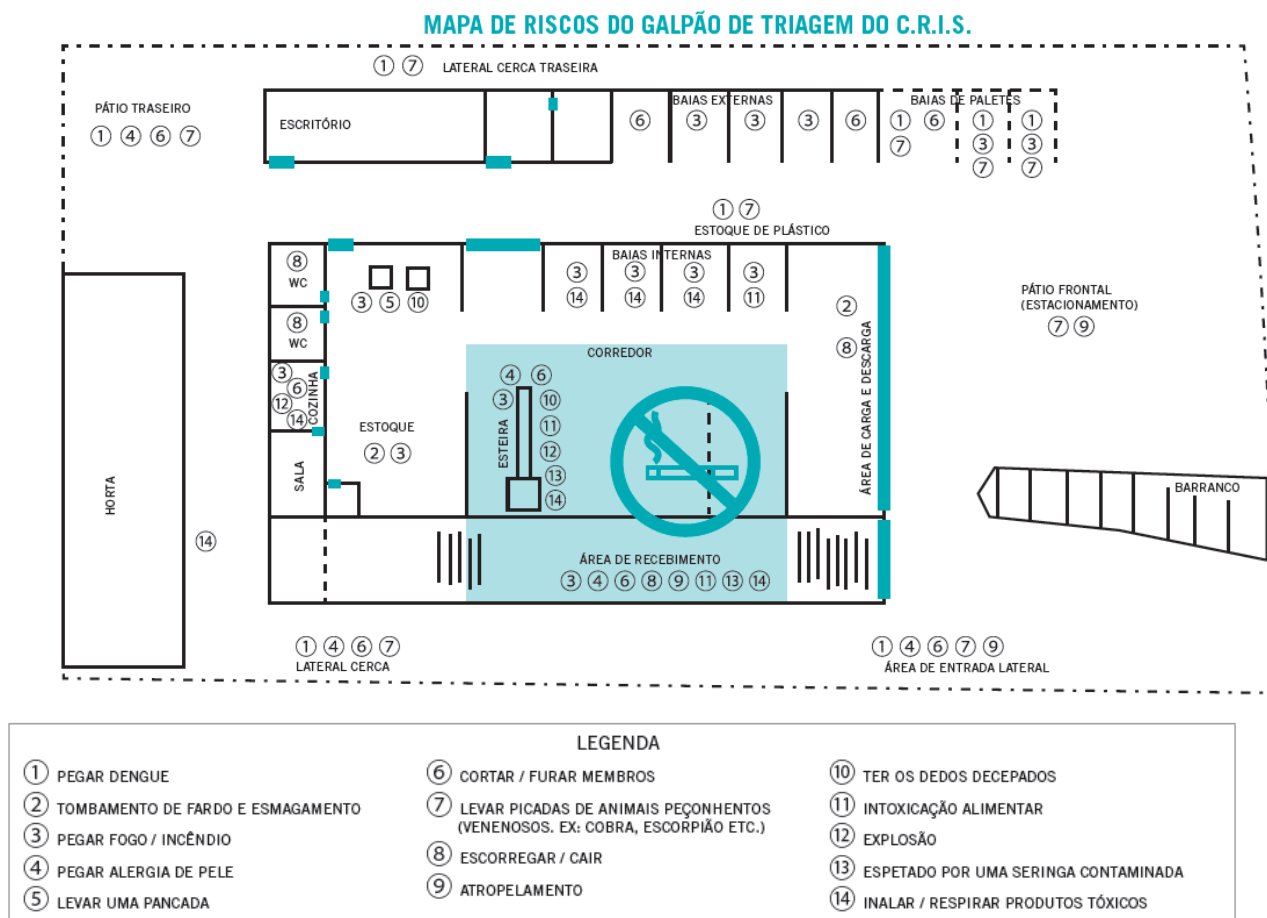 MAPA DE RISCOS DO GALPÃO DE TRIAGEM DO C.R.I.S.
1 7 LATERAL CERCA TRASEIRA
PÁTIO TRASEIRO
1 4 6 7
ESCRITÓRIO
BAIAS EXTERNAS
6 3 3 3 6
BAIAS DE PALETES
1 6 1 1
7 3 3
7 7
1 7
ESTOQUE DE PLÁSTICO
8
WC
3 5 10
BAIAS INTERNAS
3 3 3 3
14 14 14 11
2
8
ÁREA DE CARGA E DESCARGA
PÁTIO FRONTAL
(ESTACIONAMENTO)
7 9
8
WC
3
6
12
14
COZINHA
CORREDOR
4 6
3 10
11
12
13
14
ESTEIRA
ESTOQUE
2 3
SALA
HORTA
14
BARRANCO
ÁREA DE RECEBIMENTO
3 4 6 8 9 11 13 14
1 4 6 7
LATERAL CERCA
1 4 6 7 9
ÁREA DE ENTRADA LATERAL
LEGENDA
1 PEGAR DENGUE
2 TOMBAMENTO DE FARDO E ESMAGAMENTO
3 PEGAR FOGO / INCÊNDIO
4 PEGAR ALERGIA DE PELE
5 LEVAR UMA PANCADA
6 CORTAR / FURAR MEMBROS
7 LEVAR PICADAS DE ANIMAIS PEÇONHENTOS
(VENENOSOS. EX: COBRA, ESCORPIÃO ETC.)
8 ESCORREGAR / CAIR
9 ATROPELAMENTO
10 TER OS DEDOS DECEPADOS
11 INTOXICAÇÃO ALIMENTAR
12 EXPLOSÃO
13 ESPETADO POR UMA SERINGA CONTAMINADA
14 INALAR / RESPIRAR PRODUTOS TÓXICOS